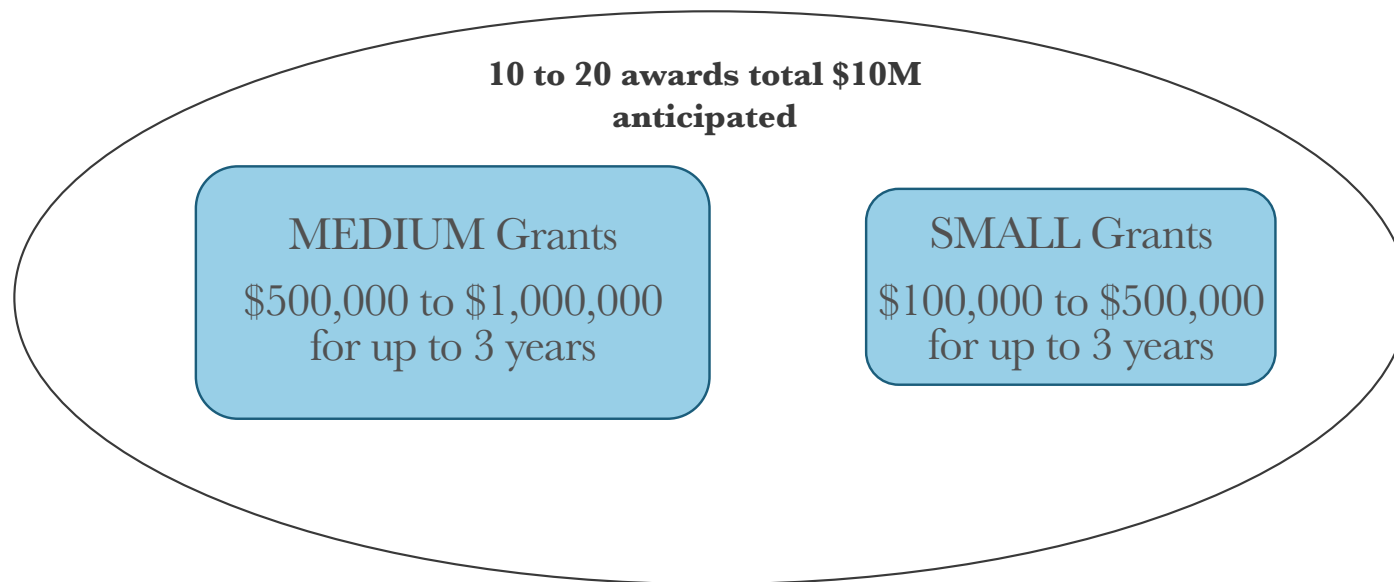 10 to 20 awards total $10M
anticipated
MEDIUM Grants
$500,000 to $1,000,000
for up to 3 years
SMALL Grants
$100,000 to $500,000
for up to 3 years